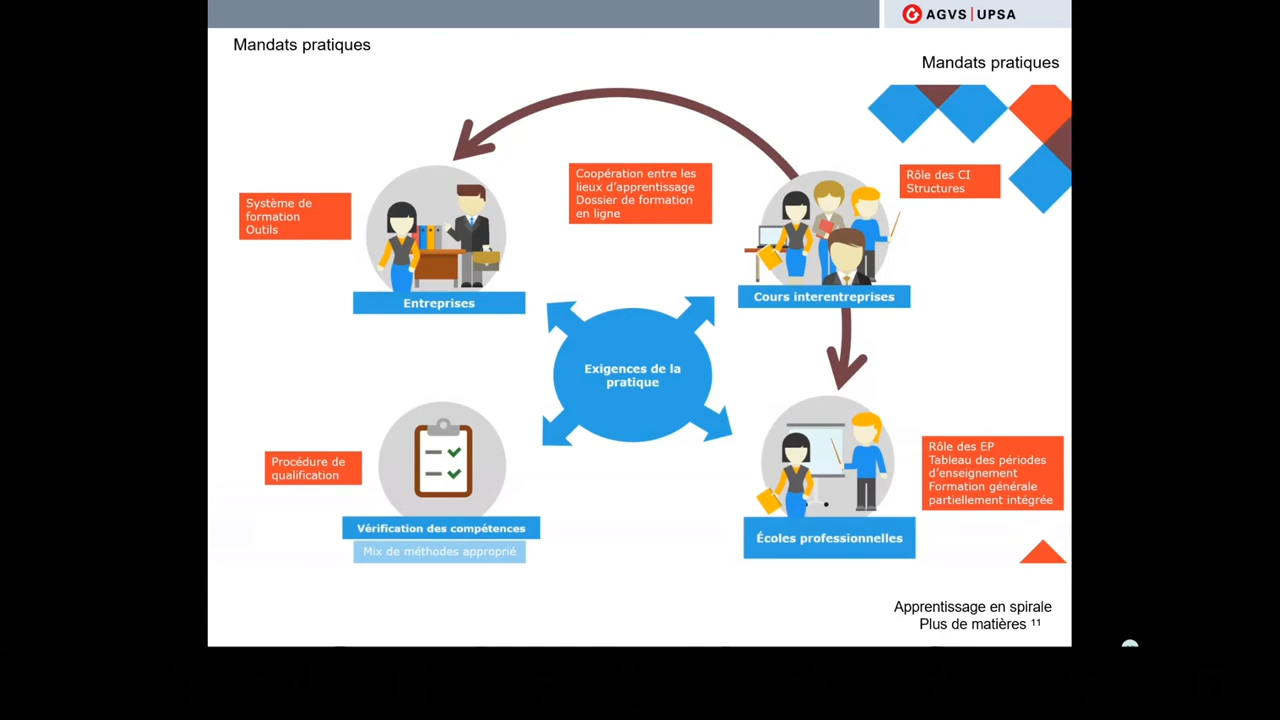 AGVS|UPSA
Mandats pratiques
Mandats pratiques
Coopération entre les
lieux d'apprentissage
Dossier de formation
en ligne
Rôle des CI
Structures
Système de
formation
Outils
Entreprises
Cours interentreprises
Exigences de la
pratique
Procédure de
qualification
Rôle des EP
Tableau des périodes
d'enseignement
Formation générale
partiellement intégrée
Vérification des compétences
Mix de méthodes approprié
Écoles professionnelles
Apprentissage en spirale
Plus de matières 11